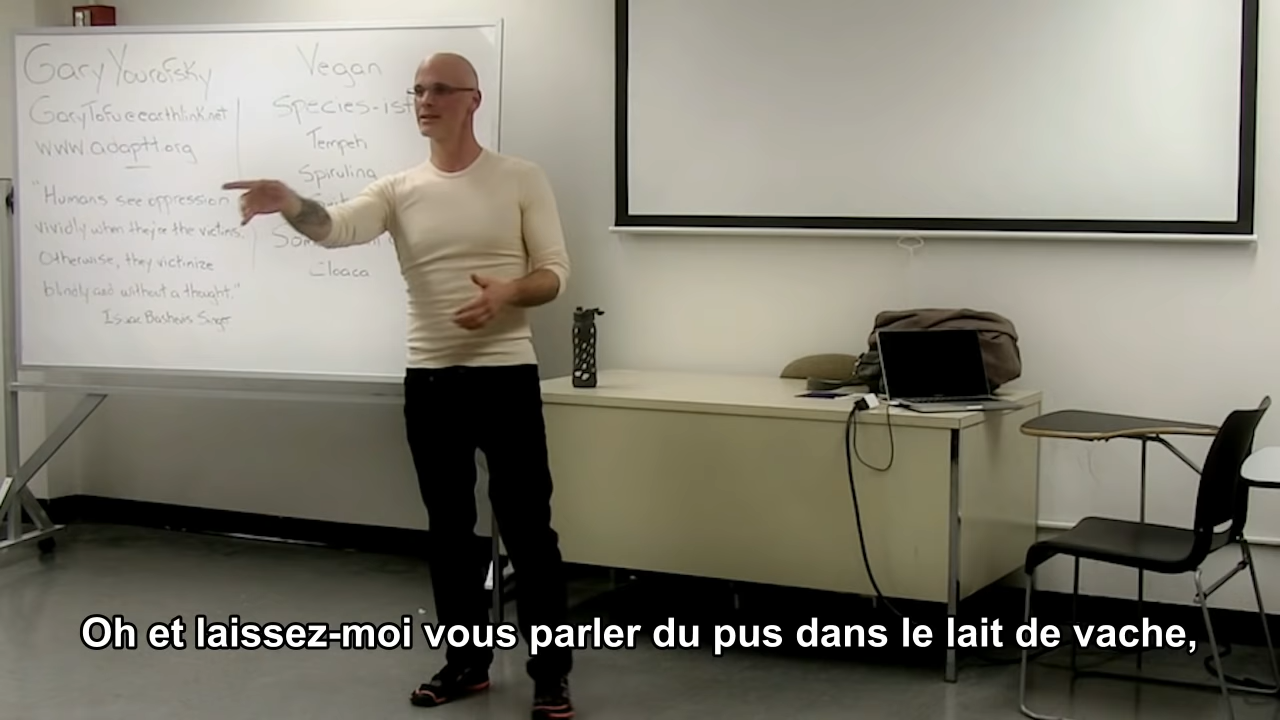 Gary Yourofsky
GaryTofu@earthlink.net
www.adaptt.org
"Humans see oppression
vividly when they're the victims.
Otherwise, they victimize
blindly and without a thought."
Isaac Bashevis Singer
Vegan
Species-ist
Tempeh
Spirulina
Cloaca
Oh et laissez-moi vous parler du pus dans le lait de vache,